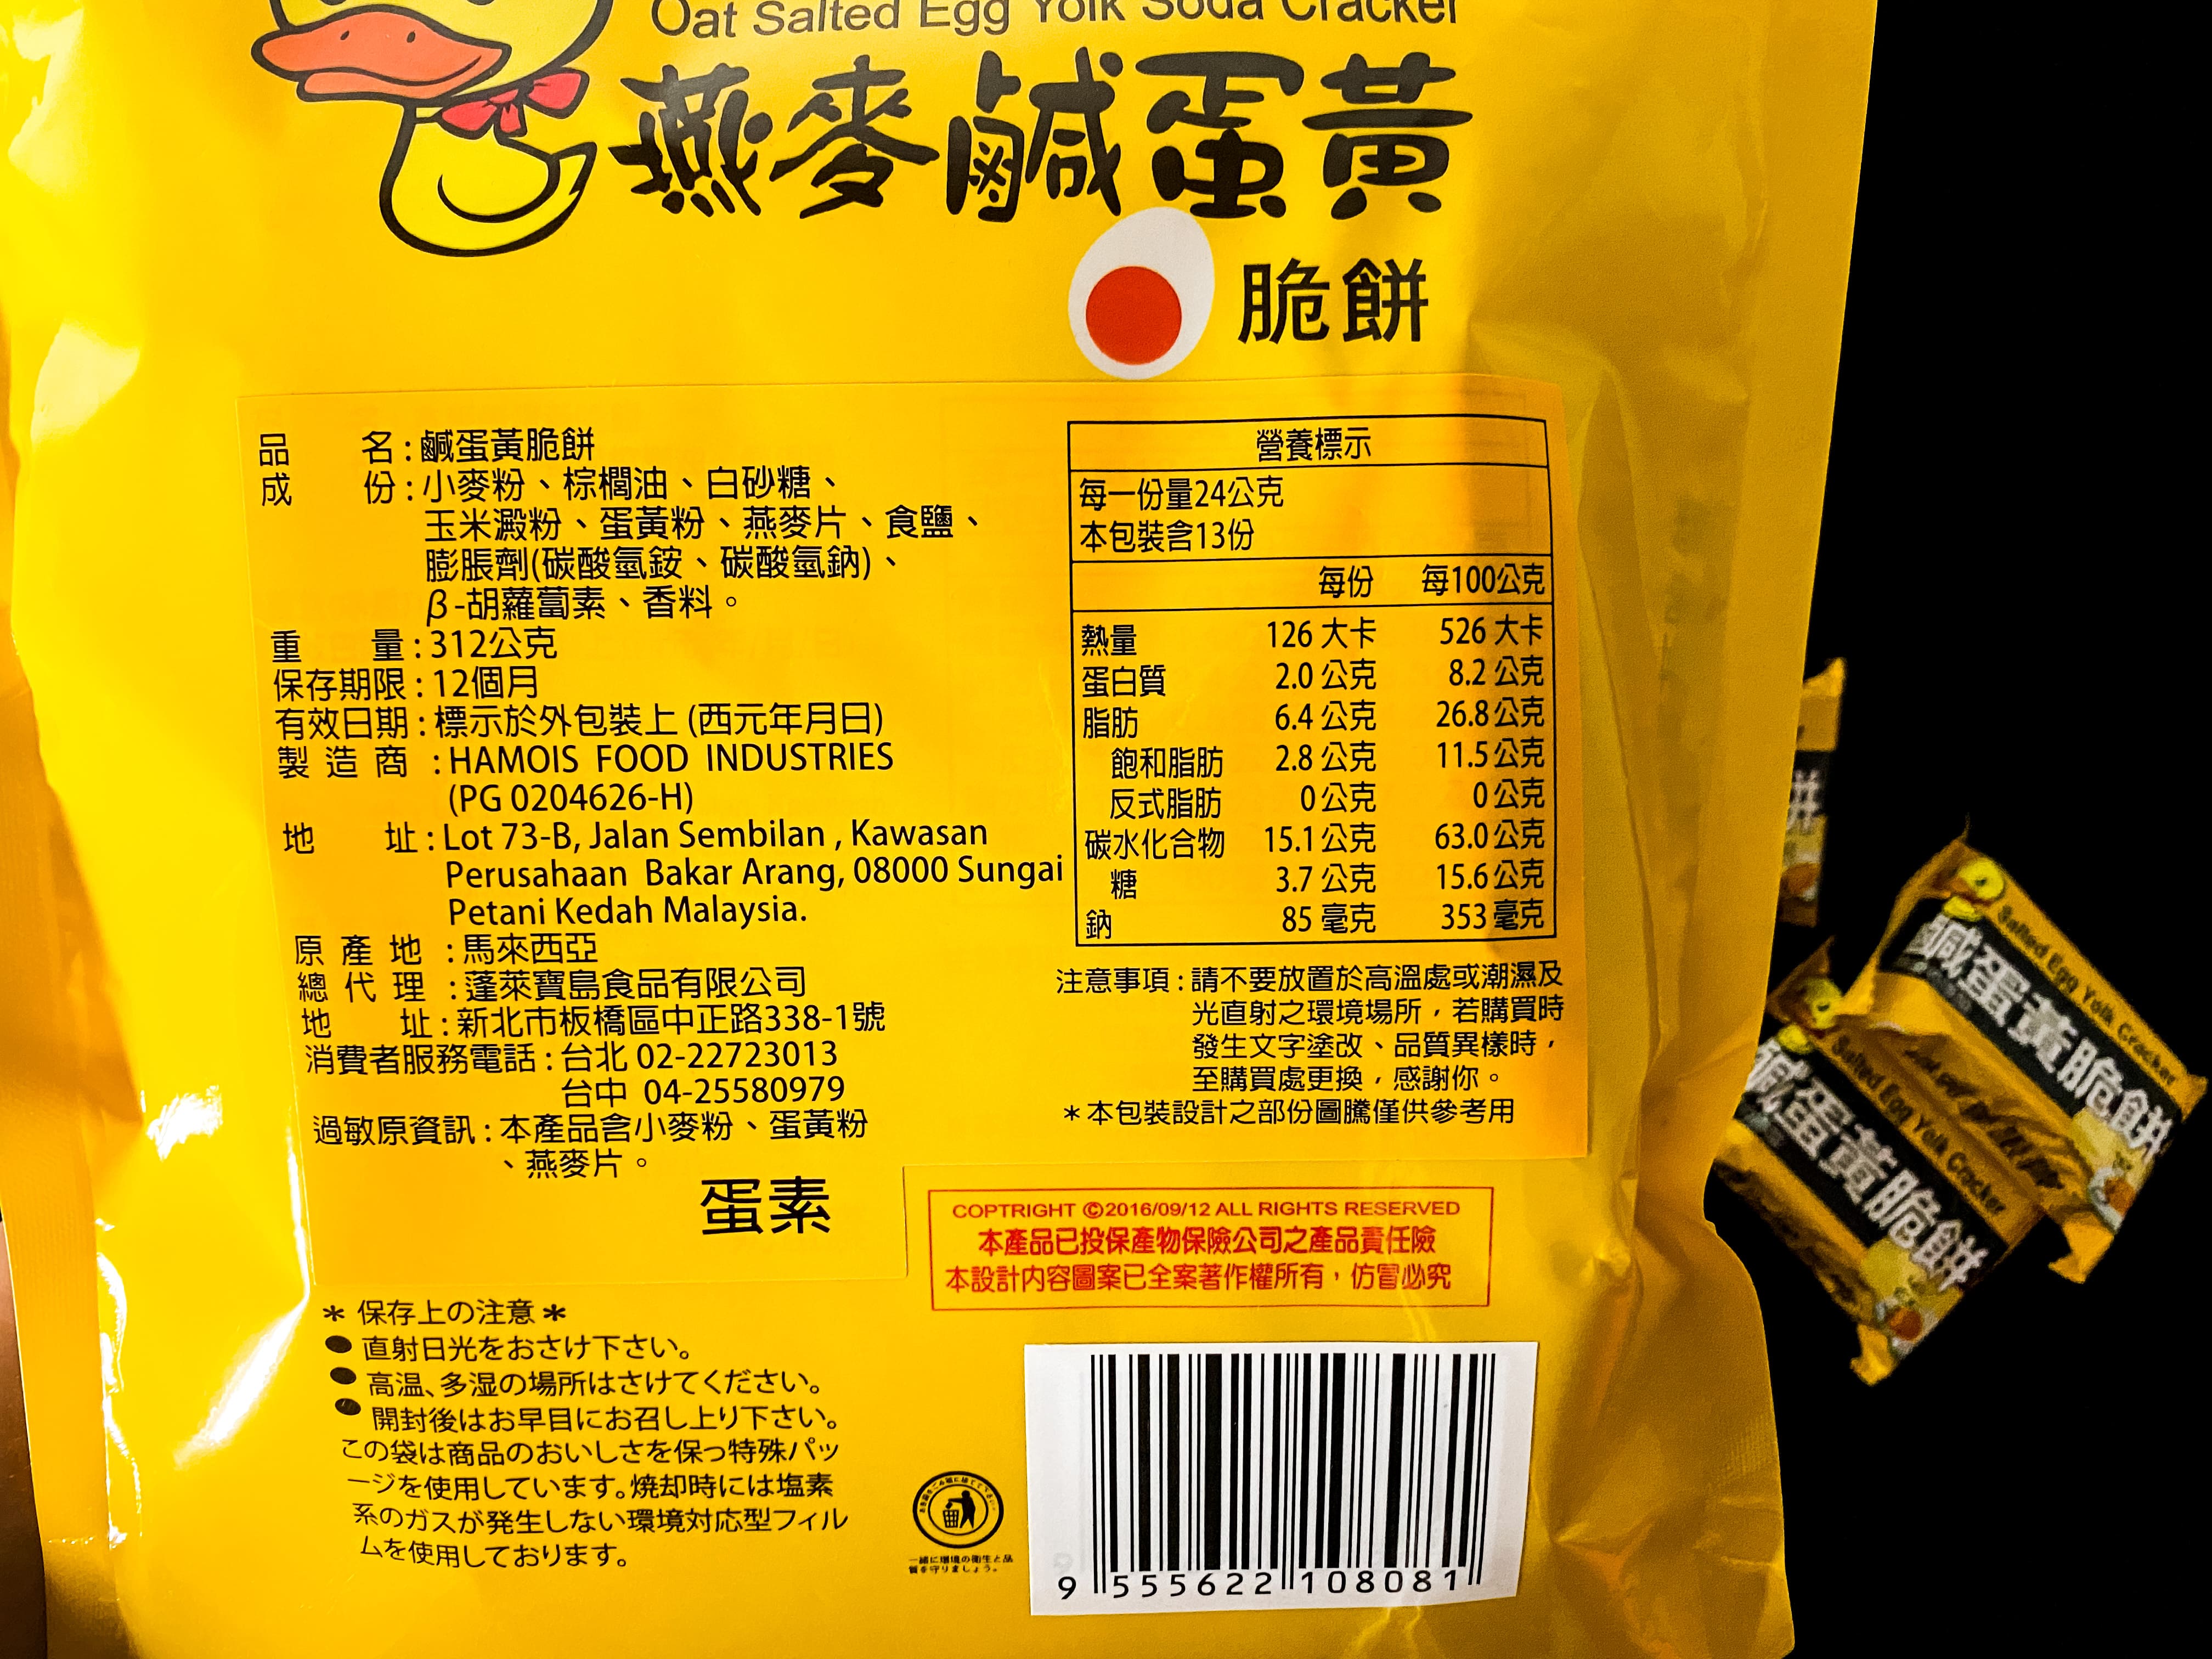 Oat Salted Egg Yolk Soda Cracker
燕麥鹹蛋黃
脆餅
品名：鹹蛋黃脆餅
成份：小麥粉、棕櫚油、白砂糖、
玉米澱粉、蛋黃粉、燕麥片、食鹽、
膨脹劑(碳酸氫銨、碳酸氫鈉)、
β-胡蘿蔔素、香料。
重量：312公克
保存期限：12個月
有效日期：標示於外包裝上 (西元年月日)
製造商：HAMOIS FOOD INDUSTRIES
(PG 0204626-H)
地址：Lot 73-B, Jalan Sembilan , Kawasan
Perusahaan Bakar Arang, 08000 Sungai
Petani Kedah Malaysia.
原產地：馬來西亞
總代理：蓬萊寶島食品有限公司
地址：新北市板橋區中正路338-1號
消費者服務電話：台北 02-22723013
台中 04-25580979
過敏原資訊：本產品含小麥粉、蛋黃粉
、燕麥片。
蛋素
營養標示
每一份量24公克
本包裝含13份
每份 每100公克
熱量 126 大卡 526 大卡
蛋白質 2.0 公克 8.2 公克
脂肪 6.4 公克 26.8 公克
飽和脂肪 2.8 公克 11.5 公克
反式脂肪 0 公克 0 公克
碳水化合物 15.1 公克 63.0 公克
糖 3.7 公克 15.6 公克
鈉 85 毫克 353 毫克
注意事項：請不要放置於高溫處或潮濕及
光直射之環境場所，若購買時
發生文字塗改、品質異樣時，
至購買處更換，感謝你。
＊本包裝設計之部份圖騰僅供參考用
COPTRIGHT ©2016/09/12 ALL RIGHTS RESERVED
本產品已投保產物保險公司之產品責任險
本設計內容圖案已全案著作權所有，仿冒必究
＊ 保存上の注意 ＊
● 直射日光をおさけ下さい。
● 高温、多湿の場所はさけてください。
● 開封後はお早目にお召し上り下さい。
この袋は商品のおいしさを保っ特殊パッ
ージを使用しています。焼却時には塩素
系のガスが発生しない環境対応型フィル
ムを使用しております。
一緒に環境の衛生と品
質を守りましょう。
9 555622 108081
Salted Egg Yolk Cracker
鹹蛋黃脆餅
Salted Egg Yolk Cracker
鹹蛋黃脆餅
餅